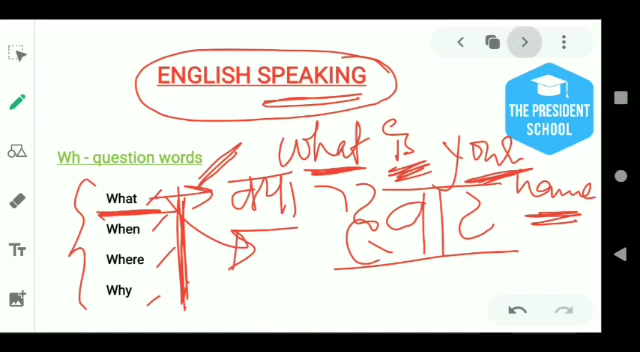 ENGLISH SPEAKING
THE PRESIDENT
SCHOOL
what is your
name
Wh - question words
क्या
What
When
Where
Why